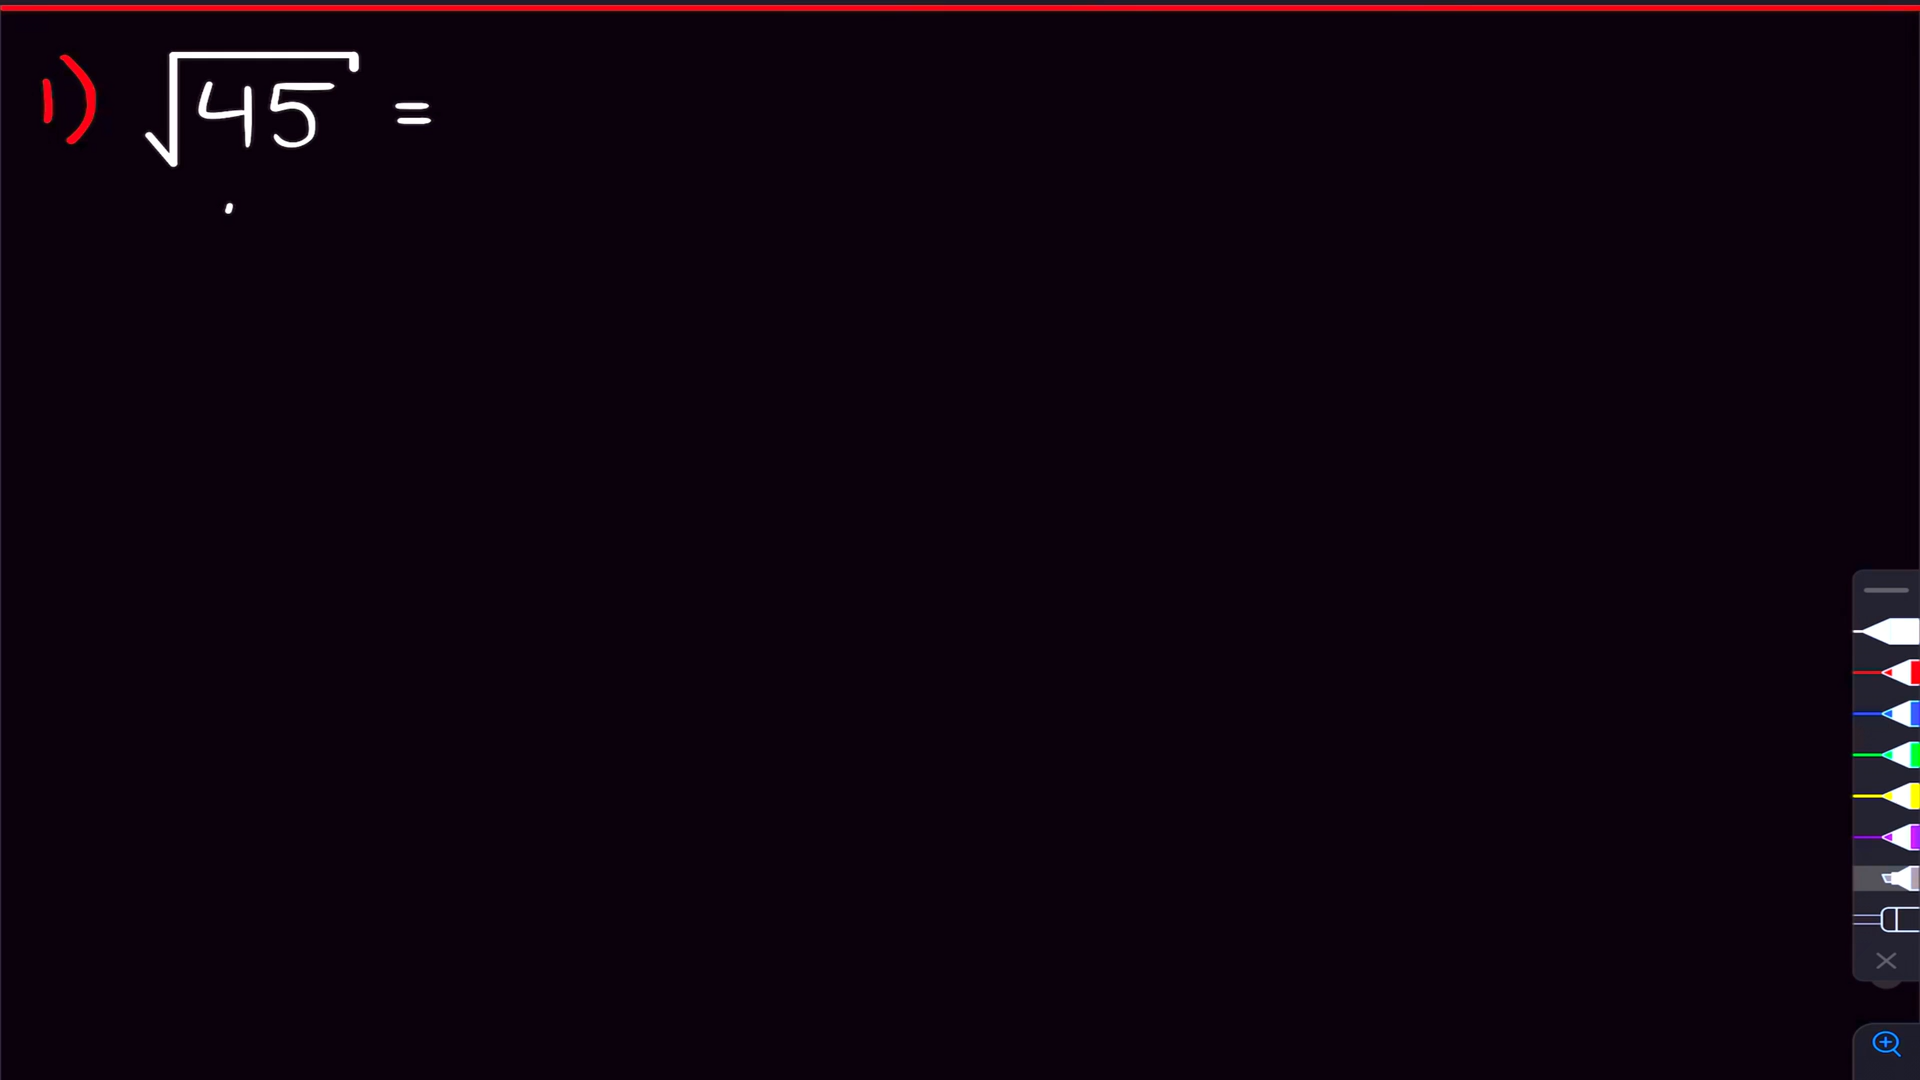 1) √45 =